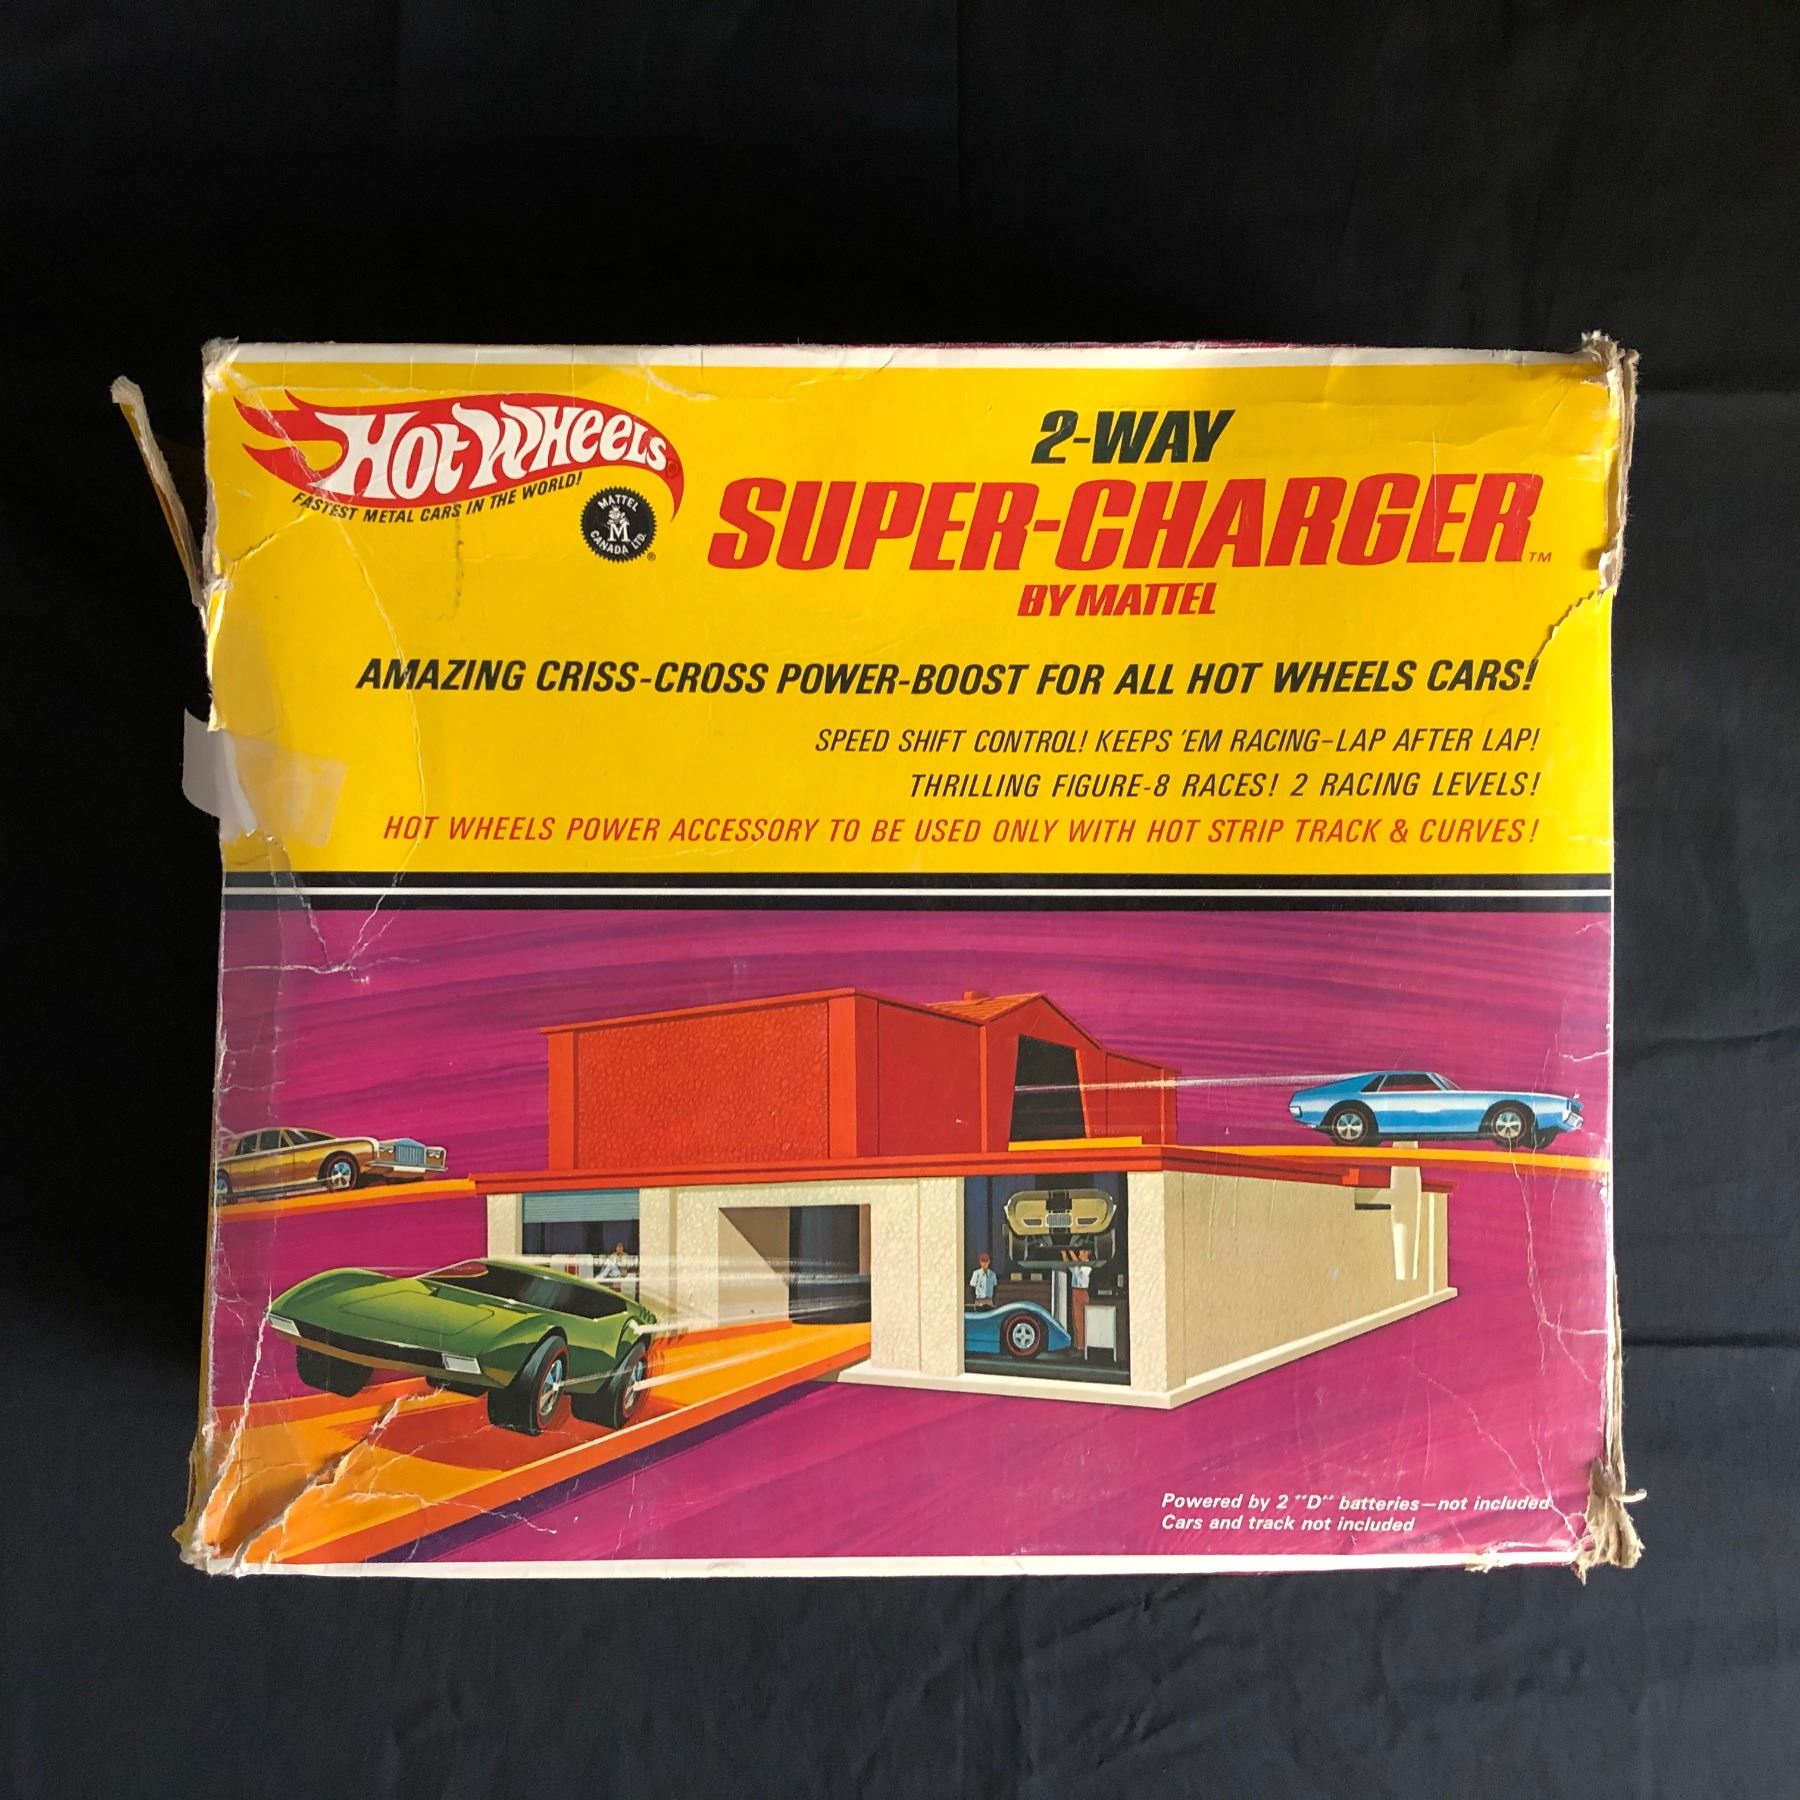 Hot Wheels®
FASTEST METAL CARS IN THE WORLD!
MATTEL
M
CANADA LTD.
®
2-WAY
SUPER-CHARGER™
BY MATTEL
AMAZING CRISS-CROSS POWER-BOOST FOR ALL HOT WHEELS CARS!
SPEED SHIFT CONTROL! KEEPS 'EM RACING–LAP AFTER LAP!
THRILLING FIGURE-8 RACES! 2 RACING LEVELS!
HOT WHEELS POWER ACCESSORY TO BE USED ONLY WITH HOT STRIP TRACK & CURVES!
Powered by 2 "D" batteries—not included
Cars and track not included